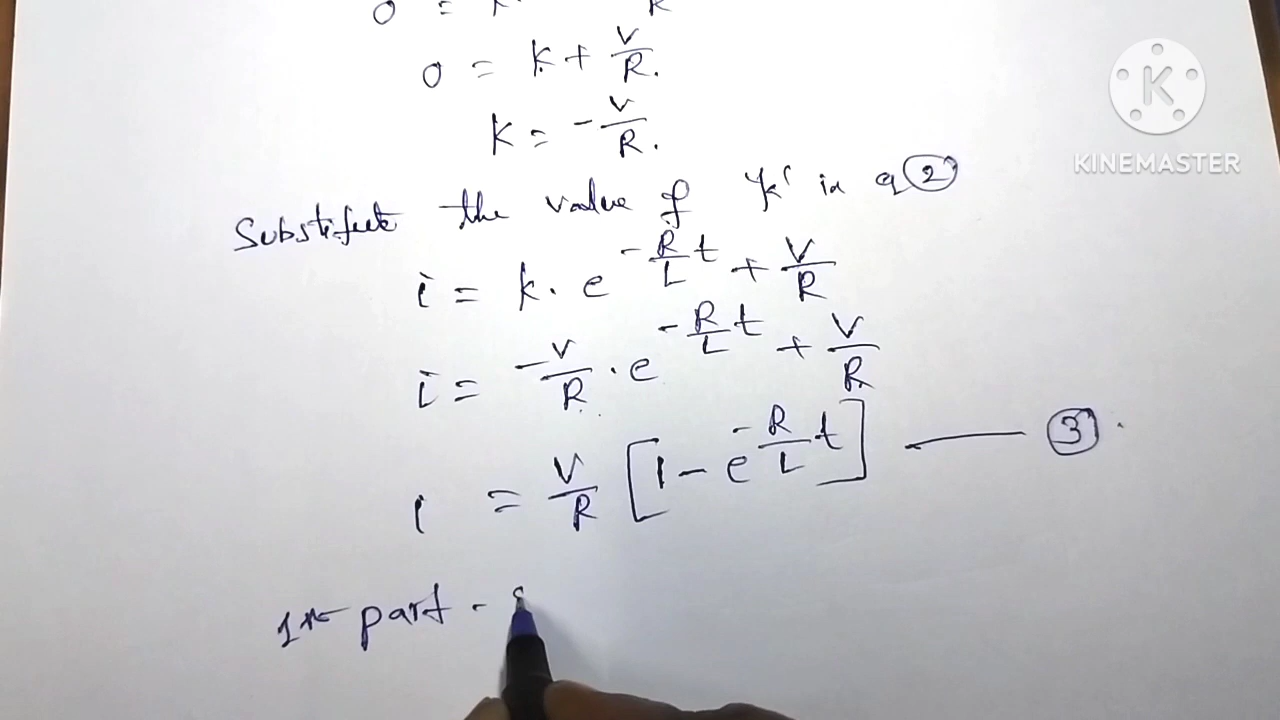 0 = k + V/R.
k = - V/R.
Substitute the value of 'k' in eq (2)
i = k. e^{-R/L t} + V/R
i = -V/R . e^{-R/L t} + V/R
i = V/R [1 - e^{-R/L t}] —— (3).
1st part - s
K
KINEMASTER